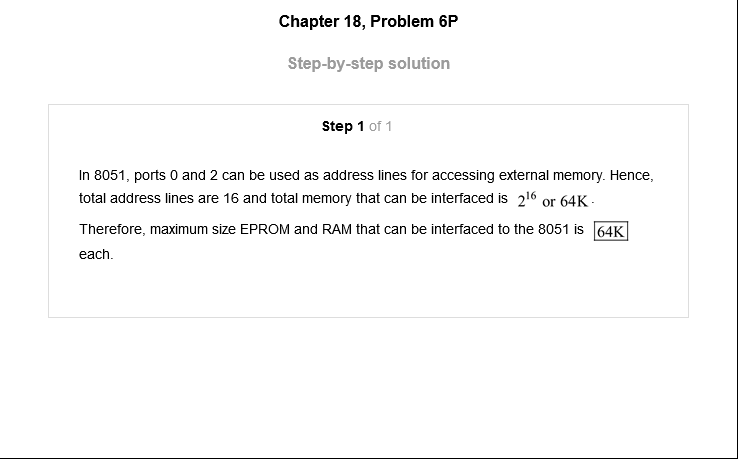 Chapter 18, Problem 6P
Step-by-step solution
Step 1 of 1
In 8051, ports 0 and 2 can be used as address lines for accessing external memory. Hence,
total address lines are 16 and total memory that can be interfaced is 2¹⁶ or 64K.
Therefore, maximum size EPROM and RAM that can be interfaced to the 8051 is 64K
each.